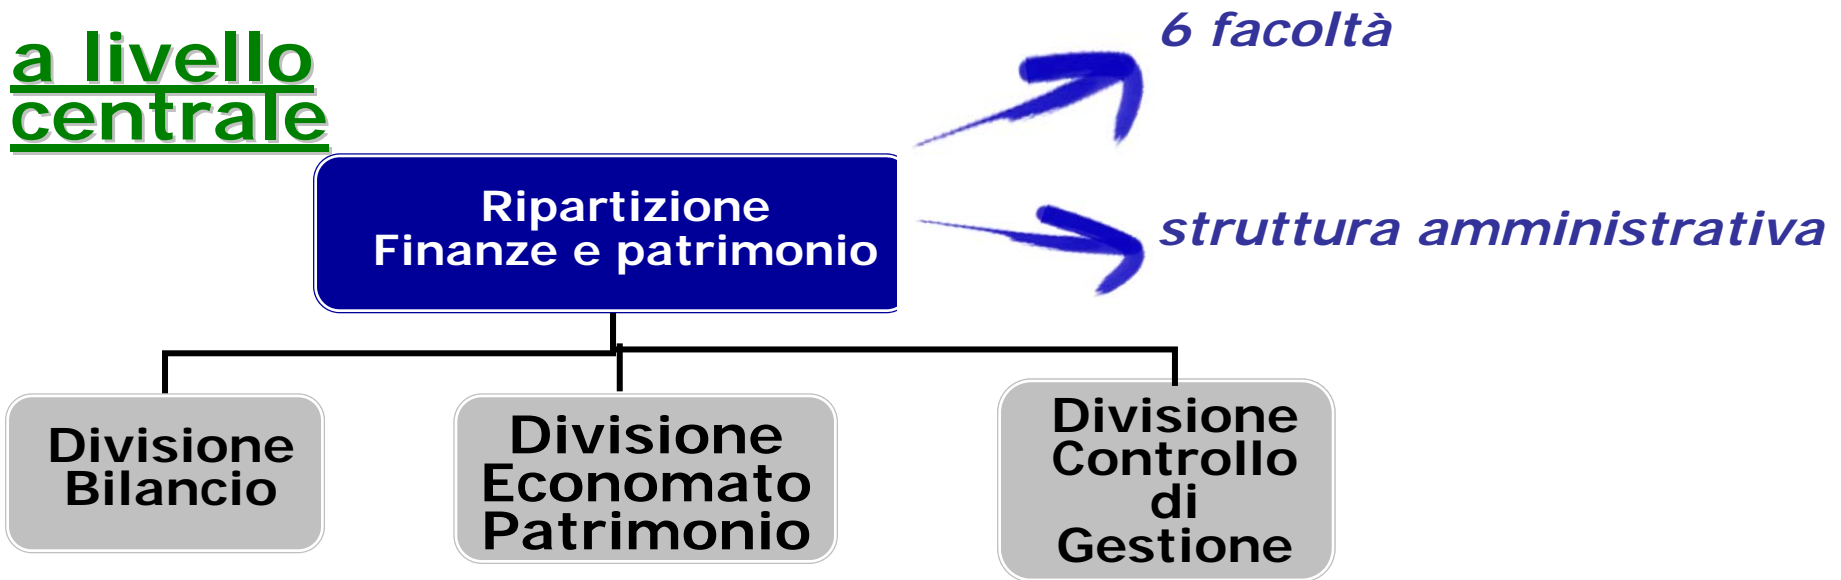 a livello
centrale
6 facoltà
struttura amministrativa
Ripartizione
Finanze e patrimonio
Divisione
Bilancio
Divisione
Economato
Patrimonio
Divisione
Controllo
di
Gestione